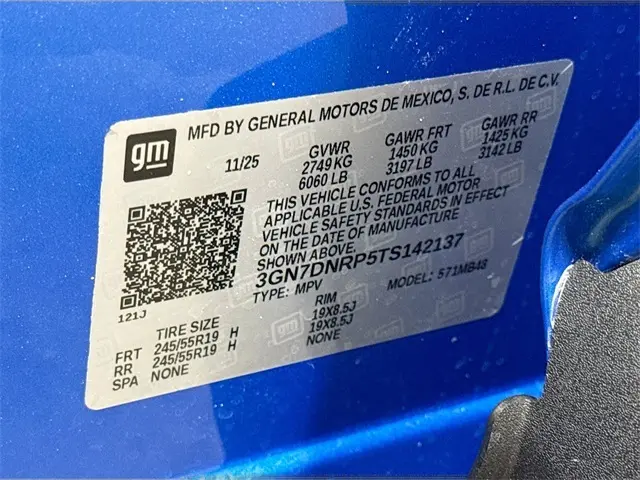 gm
MFD BY GENERAL MOTORS DE MEXICO, S. DE R.L. DE C.V.
11/25 GVWR GAWR FRT GAWR RR
2749 KG 1450 KG 1425 KG
6060 LB 3197 LB 3142 LB
THIS VEHICLE CONFORMS TO ALL
APPLICABLE U.S. FEDERAL MOTOR
VEHICLE SAFETY STANDARDS IN EFFECT
ON THE DATE OF MANUFACTURE
SHOWN ABOVE.
3GN7DNRP5TS142137
TYPE: MPV MODEL: 571MB48
121J
TIRE SIZE RIM
FRT 245/55R19 H 19X8.5J
RR 245/55R19 H 19X8.5J
SPA NONE NONE